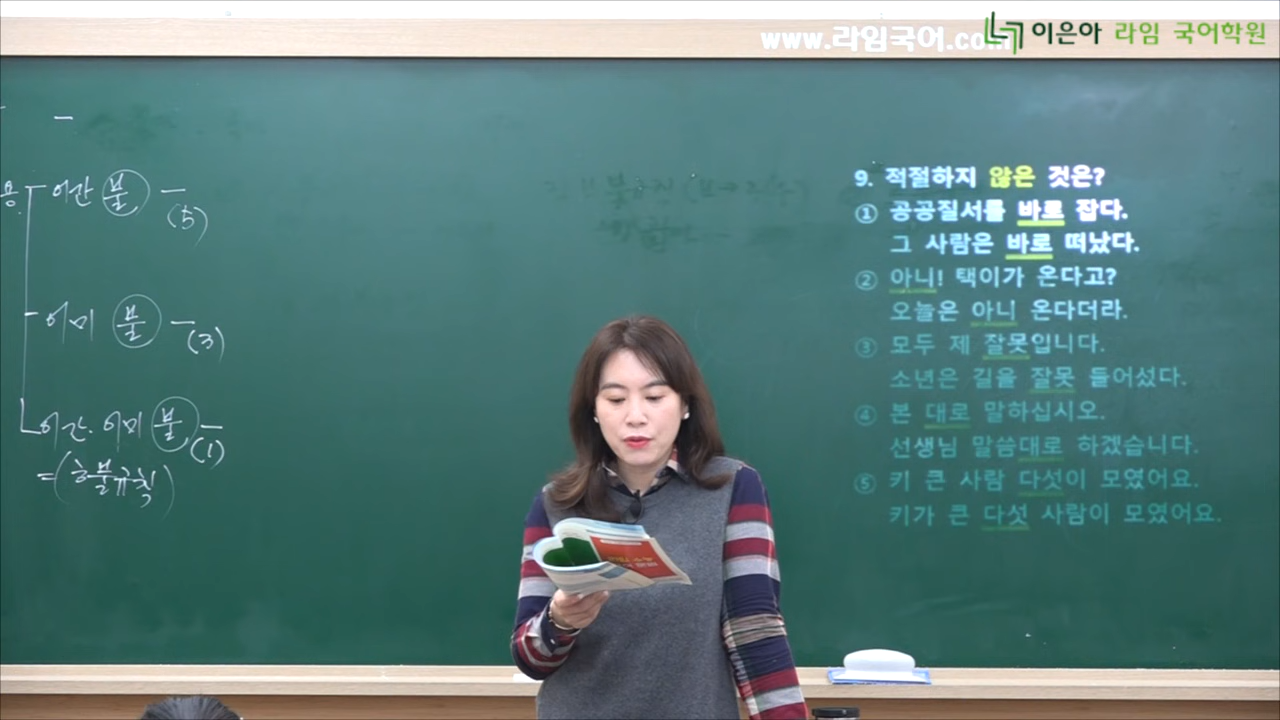 www.라임국어.com
이은아 라임 국어학원
용
어간 불 (5)
어미 불 (3)
어간. 어미 불 (1)
=(ㅎ불규칙)
9. 적절하지 않은 것은?
① 공공질서를 바로 잡다.
그 사람은 바로 떠났다.
② 아니! 택이가 온다고?
오늘은 아니 온다더라.
③ 모두 제 잘못입니다.
소년은 길을 잘못 들어섰다.
④ 본 대로 말하십시오.
선생님 말씀대로 하겠습니다.
⑤ 키 큰 사람 다섯이 모였어요.
키가 큰 다섯 사람이 모였어요.